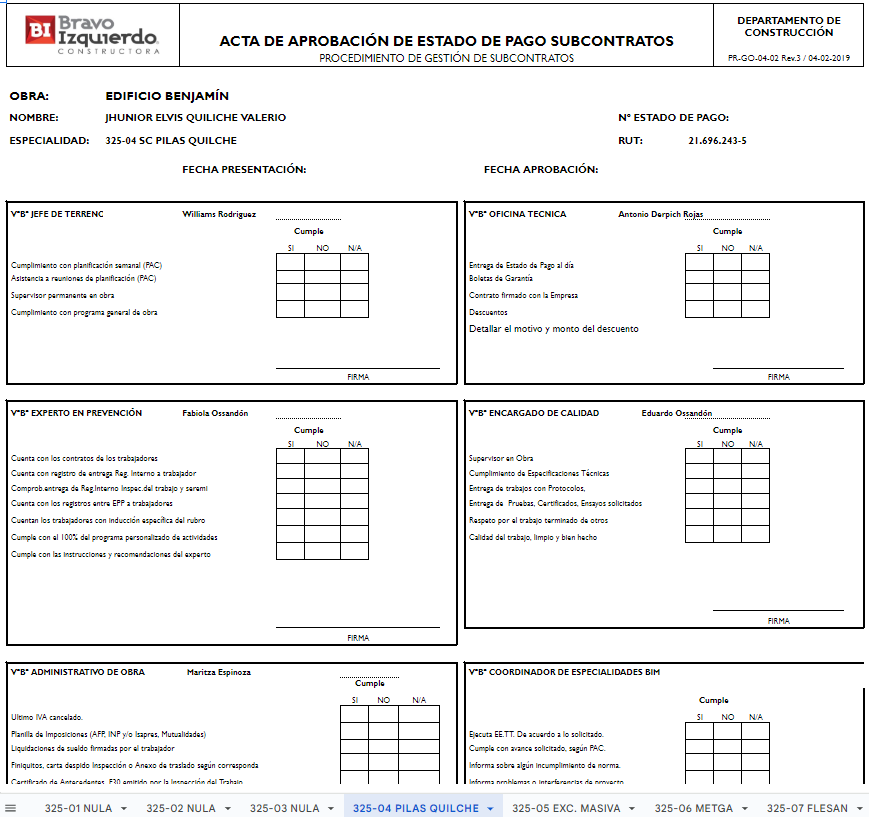 BI Bravo
Izquierdo
CONSTRUCTORA
ACTA DE APROBACIÓN DE ESTADO DE PAGO SUBCONTRATOS
PROCEDIMIENTO DE GESTIÓN DE SUBCONTRATOS
DEPARTAMENTO DE
CONSTRUCCIÓN
PR-GO-04-02 Rev.3 / 04-02-2019
OBRA: EDIFICIO BENJAMÍN
NOMBRE: JHUNIOR ELVIS QUILICHE VALERIO N° ESTADO DE PAGO:
ESPECIALIDAD: 325-04 SC PILAS QUILCHE RUT: 21.696.243-5
FECHA PRESENTACIÓN: FECHA APROBACIÓN:
V°B° JEFE DE TERRENC Williams Rodriguez
Cumple
SI NO N/A
Cumplimiento con planificación semanal (PAC)
Asistencia a reuniones de planificación (PAC)
Supervisor permanente en obra
Cumplimiento con programa general de obra
FIRMA
V°B° OFICINA TECNICA Antonio Derpich Rojas
Cumple
SI NO N/A
Entrega de Estado de Pago al día
Boletas de Garantía
Contrato firmado con la Empresa
Descuentos
Detallar el motivo y monto del descuento
FIRMA
V°B° EXPERTO EN PREVENCIÓN Fabiola Ossandón
Cumple
SI NO N/A
Cuenta con los contratos de los trabajadores
Cuenta con registro de entrega Reg. Interno a trabajador
Comprob.entrega de Reg.Interno Inspec.del trabajo y seremi
Cuenta con los registros entre EPP a trabajadores
Cuentan los trabajadores con inducción específica del rubro
Cumple con el 100% del programa personalizado de actividades
Cumple con las instrucciones y recomendaciones del experto
FIRMA
V°B° ENCARGADO DE CALIDAD Eduardo Ossandón
Cumple
SI NO N/A
Supervisor en Obra
Cumplimiento de Especificaciones Técnicas
Entrega de trabajos con Protocolos,
Entrega de Pruebas, Certificados, Ensayos solicitados
Respeto por el trabajo terminado de otros
Calidad del trabajo, limpio y bien hecho
FIRMA
V°B° ADMINISTRATIVO DE OBRA Maritza Espinoza
Cumple
SI NO N/A
Ultimo IVA cancelado.
Planilla de Imposiciones (AFP, INP y/o Isapres, Mutualidades)
Liquidaciones de sueldo firmadas por el trabajador
Finiquitos, carta despido Inspección o Anexo de traslado según corresponda
Certificado de Antecedentes F30 emitido por la Inspección del Trabajo
V°B° COORDINADOR DE ESPECIALIDADES BIM
Cumple
SI NO N/A
Ejecuta EE.TT. De acuerdo a lo solicitado.
Cumple con avance solicitado, según PAC.
Informa sobre algún incumplimiento de norma.
Informa problemas o interferencias de proyecto
325-01 NULA 325-02 NULA 325-03 NULA 325-04 PILAS QUILCHE 325-05 EXC. MASIVA 325-06 METGA 325-07 FLESAN